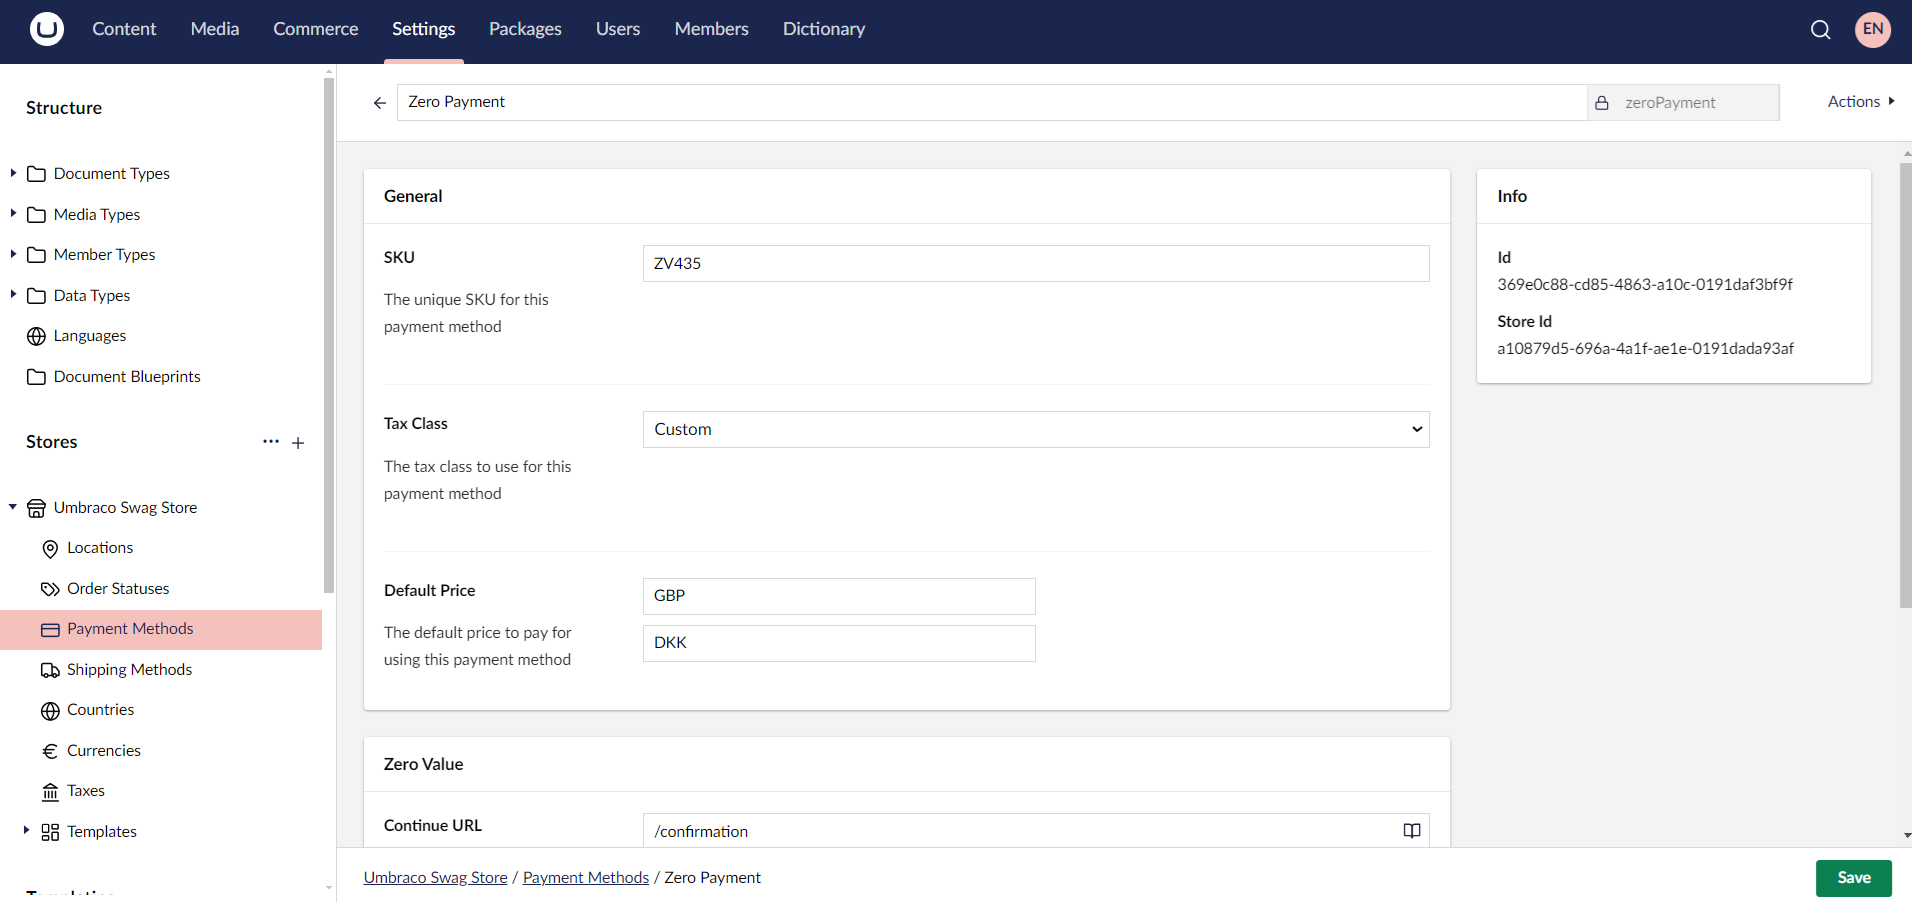 Content Media Commerce Settings Packages Users Members Dictionary EN
Structure
Document Types
Media Types
Member Types
Data Types
Languages
Document Blueprints
Stores
Umbraco Swag Store
Locations
Order Statuses
Payment Methods
Shipping Methods
Countries
Currencies
Taxes
Templates
Zero Payment zeroPayment Actions
General
SKU
ZV435
The unique SKU for this
payment method
Tax Class
Custom
The tax class to use for this
payment method
Default Price
GBP
The default price to pay for
using this payment method
DKK
Zero Value
Continue URL
/confirmation
Info
Id
369e0c88-cd85-4863-a10c-0191daf3bf9f
Store Id
a10879d5-696a-4a1f-ae1e-0191dada93af
Umbraco Swag Store / Payment Methods / Zero Payment
Save